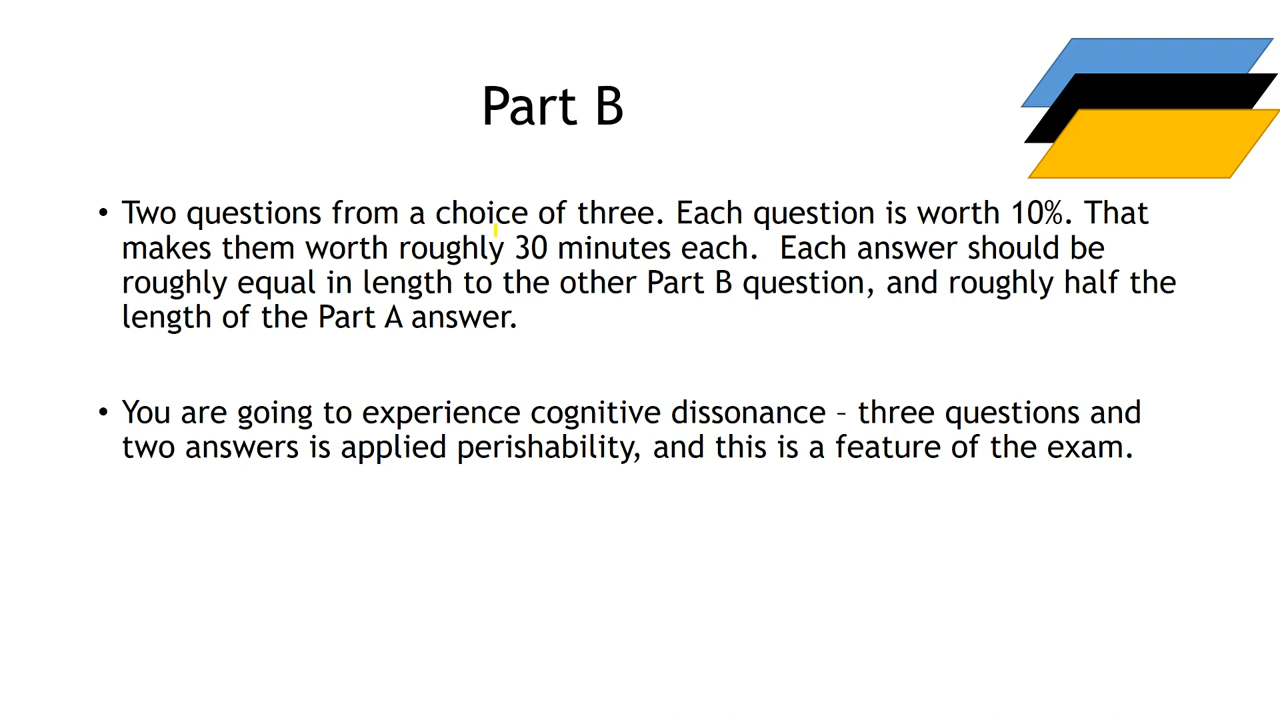 Part B
• Two questions from a choice of three. Each question is worth 10%. That
makes them worth roughly 30 minutes each.  Each answer should be
roughly equal in length to the other Part B question, and roughly half the
length of the Part A answer.
• You are going to experience cognitive dissonance – three questions and
two answers is applied perishability, and this is a feature of the exam.